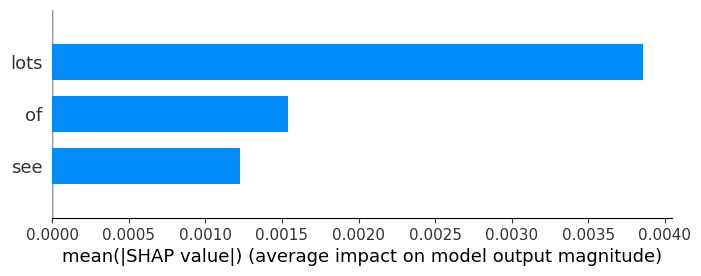 lots
of
see
0.0000 0.0005 0.0010 0.0015 0.0020 0.0025 0.0030 0.0035 0.0040
mean(|SHAP value|) (average impact on model output magnitude)